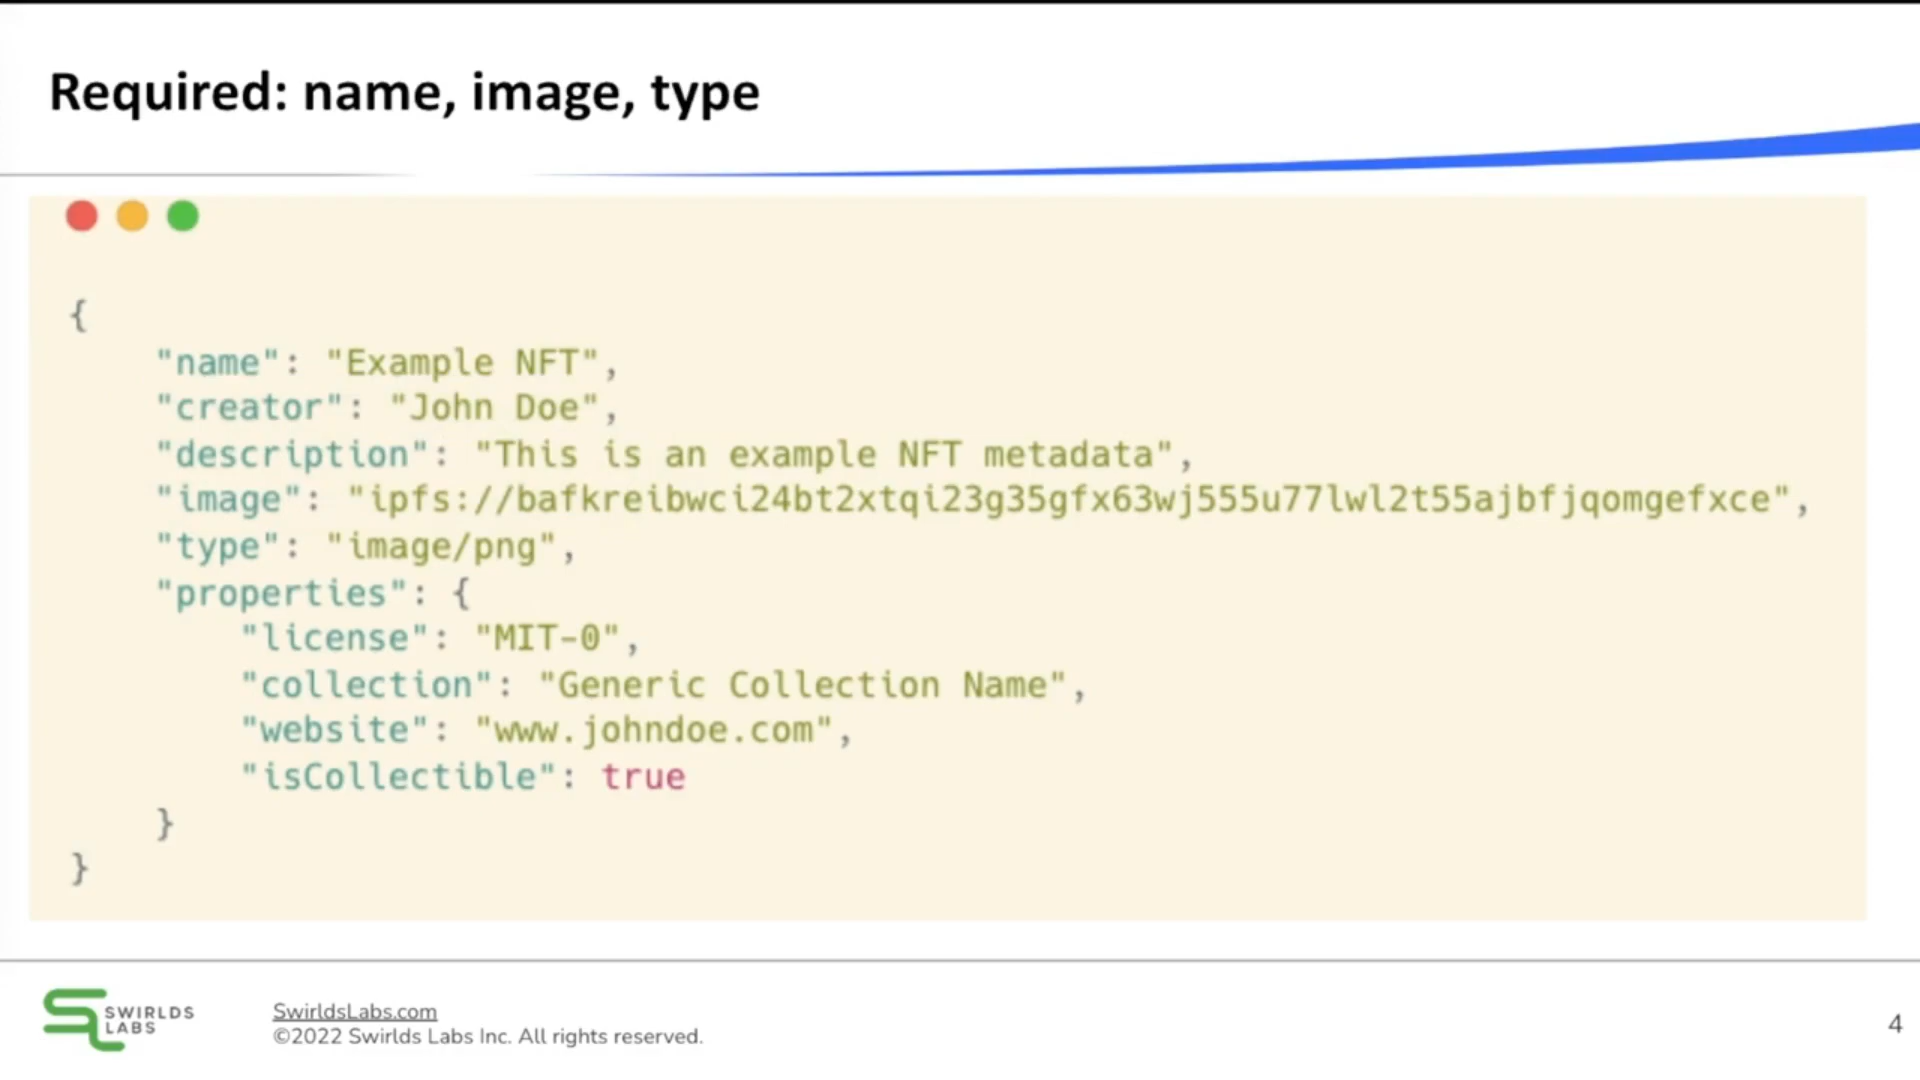 Required: name, image, type
{
"name": "Example NFT",
"creator": "John Doe",
"description": "This is an example NFT metadata",
"image": "ipfs://bafkreibwci24bt2xtqi23g35gfx63wj555u77lwl2t55ajbfjqomgefxce",
"type": "image/png",
"properties": {
"license": "MIT-0",
"collection": "Generic Collection Name",
"website": "www.johndoe.com",
"isCollectible": true
}
}
SWIRLDS
LABS
SwirldsLabs.com
©2022 Swirlds Labs Inc. All rights reserved.
4